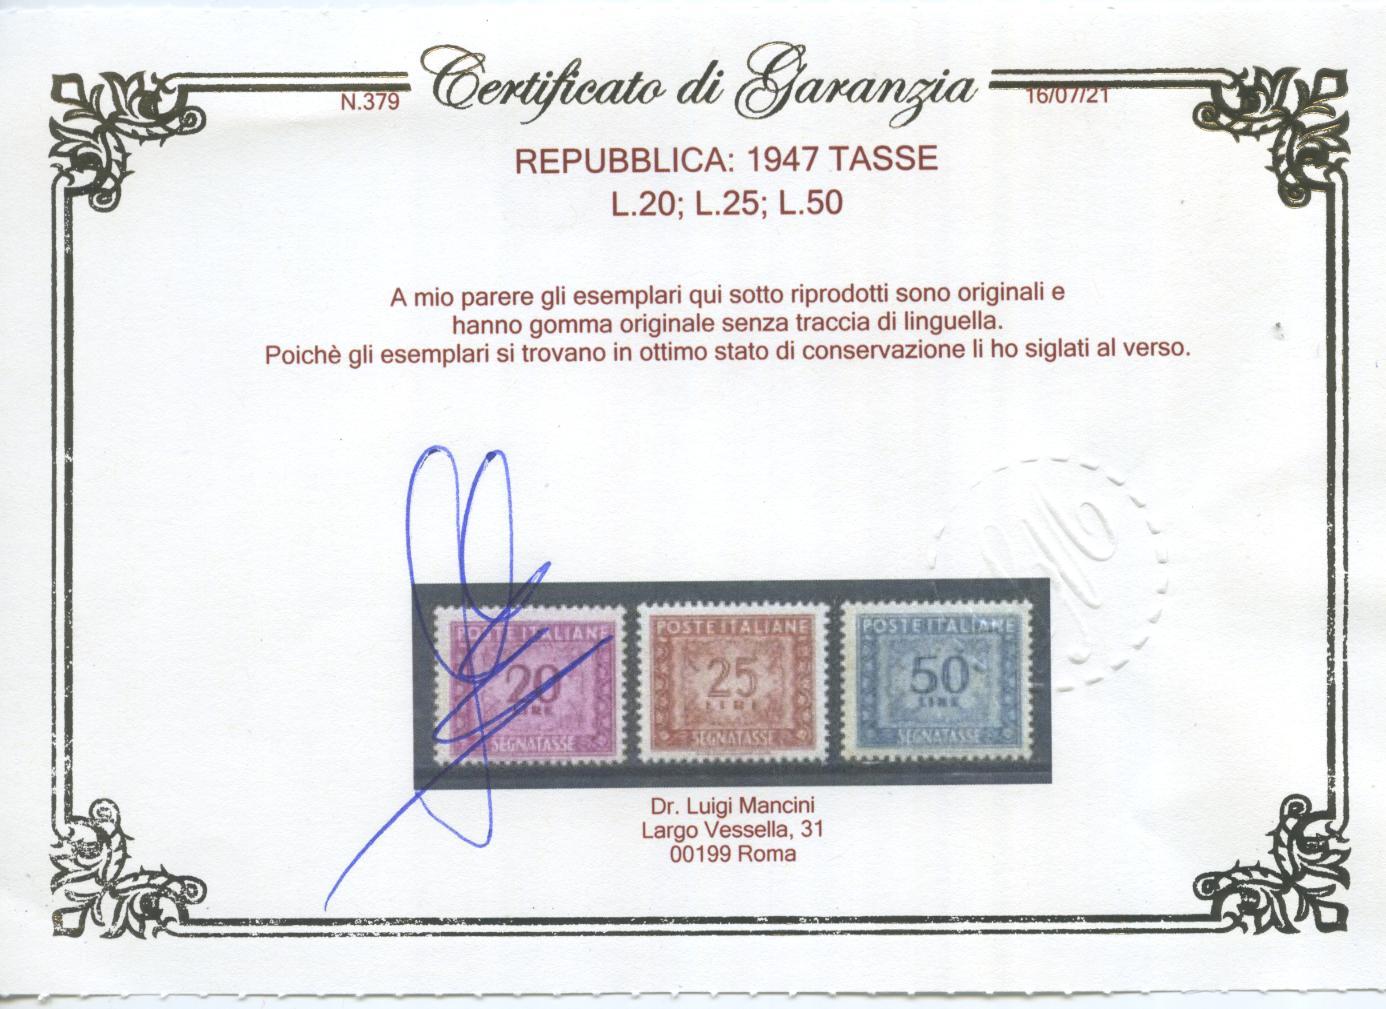 Certificato di Garanzia
N.379
16/07/21
REPUBBLICA: 1947 TASSE
L.20; L.25; L.50
A mio parere gli esemplari qui sotto riprodotti sono originali e
hanno gomma originale senza traccia di linguella.
Poichè gli esemplari si trovano in ottimo stato di conservazione li ho siglati al verso.
POSTE ITALIANE
20
LIRE
SEGNATASSE
POSTE ITALIANE
25
LIRE
SEGNATASSE
POSTE ITALIANE
50
LIRE
SEGNATASSE
Dr. Luigi Mancini
Largo Vessella, 31
00199 Roma